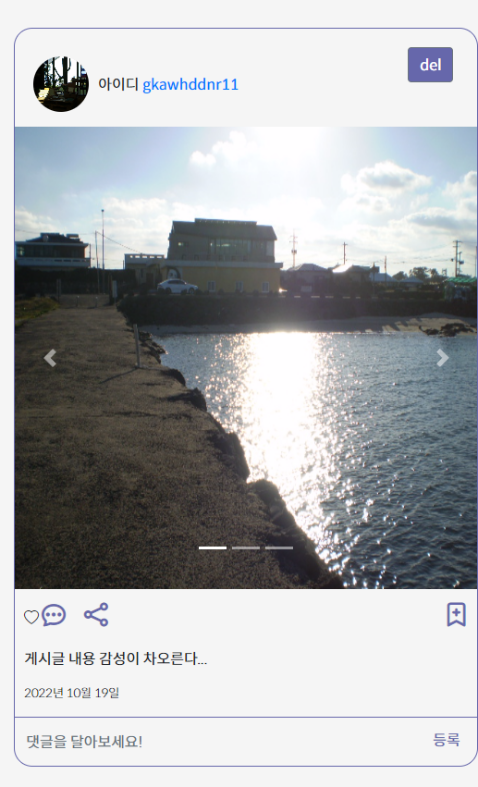 del
아이디 gkawhddnr11
게시글 내용 감성이 차오른다...
2022년 10월 19일
댓글을 달아보세요! 등록